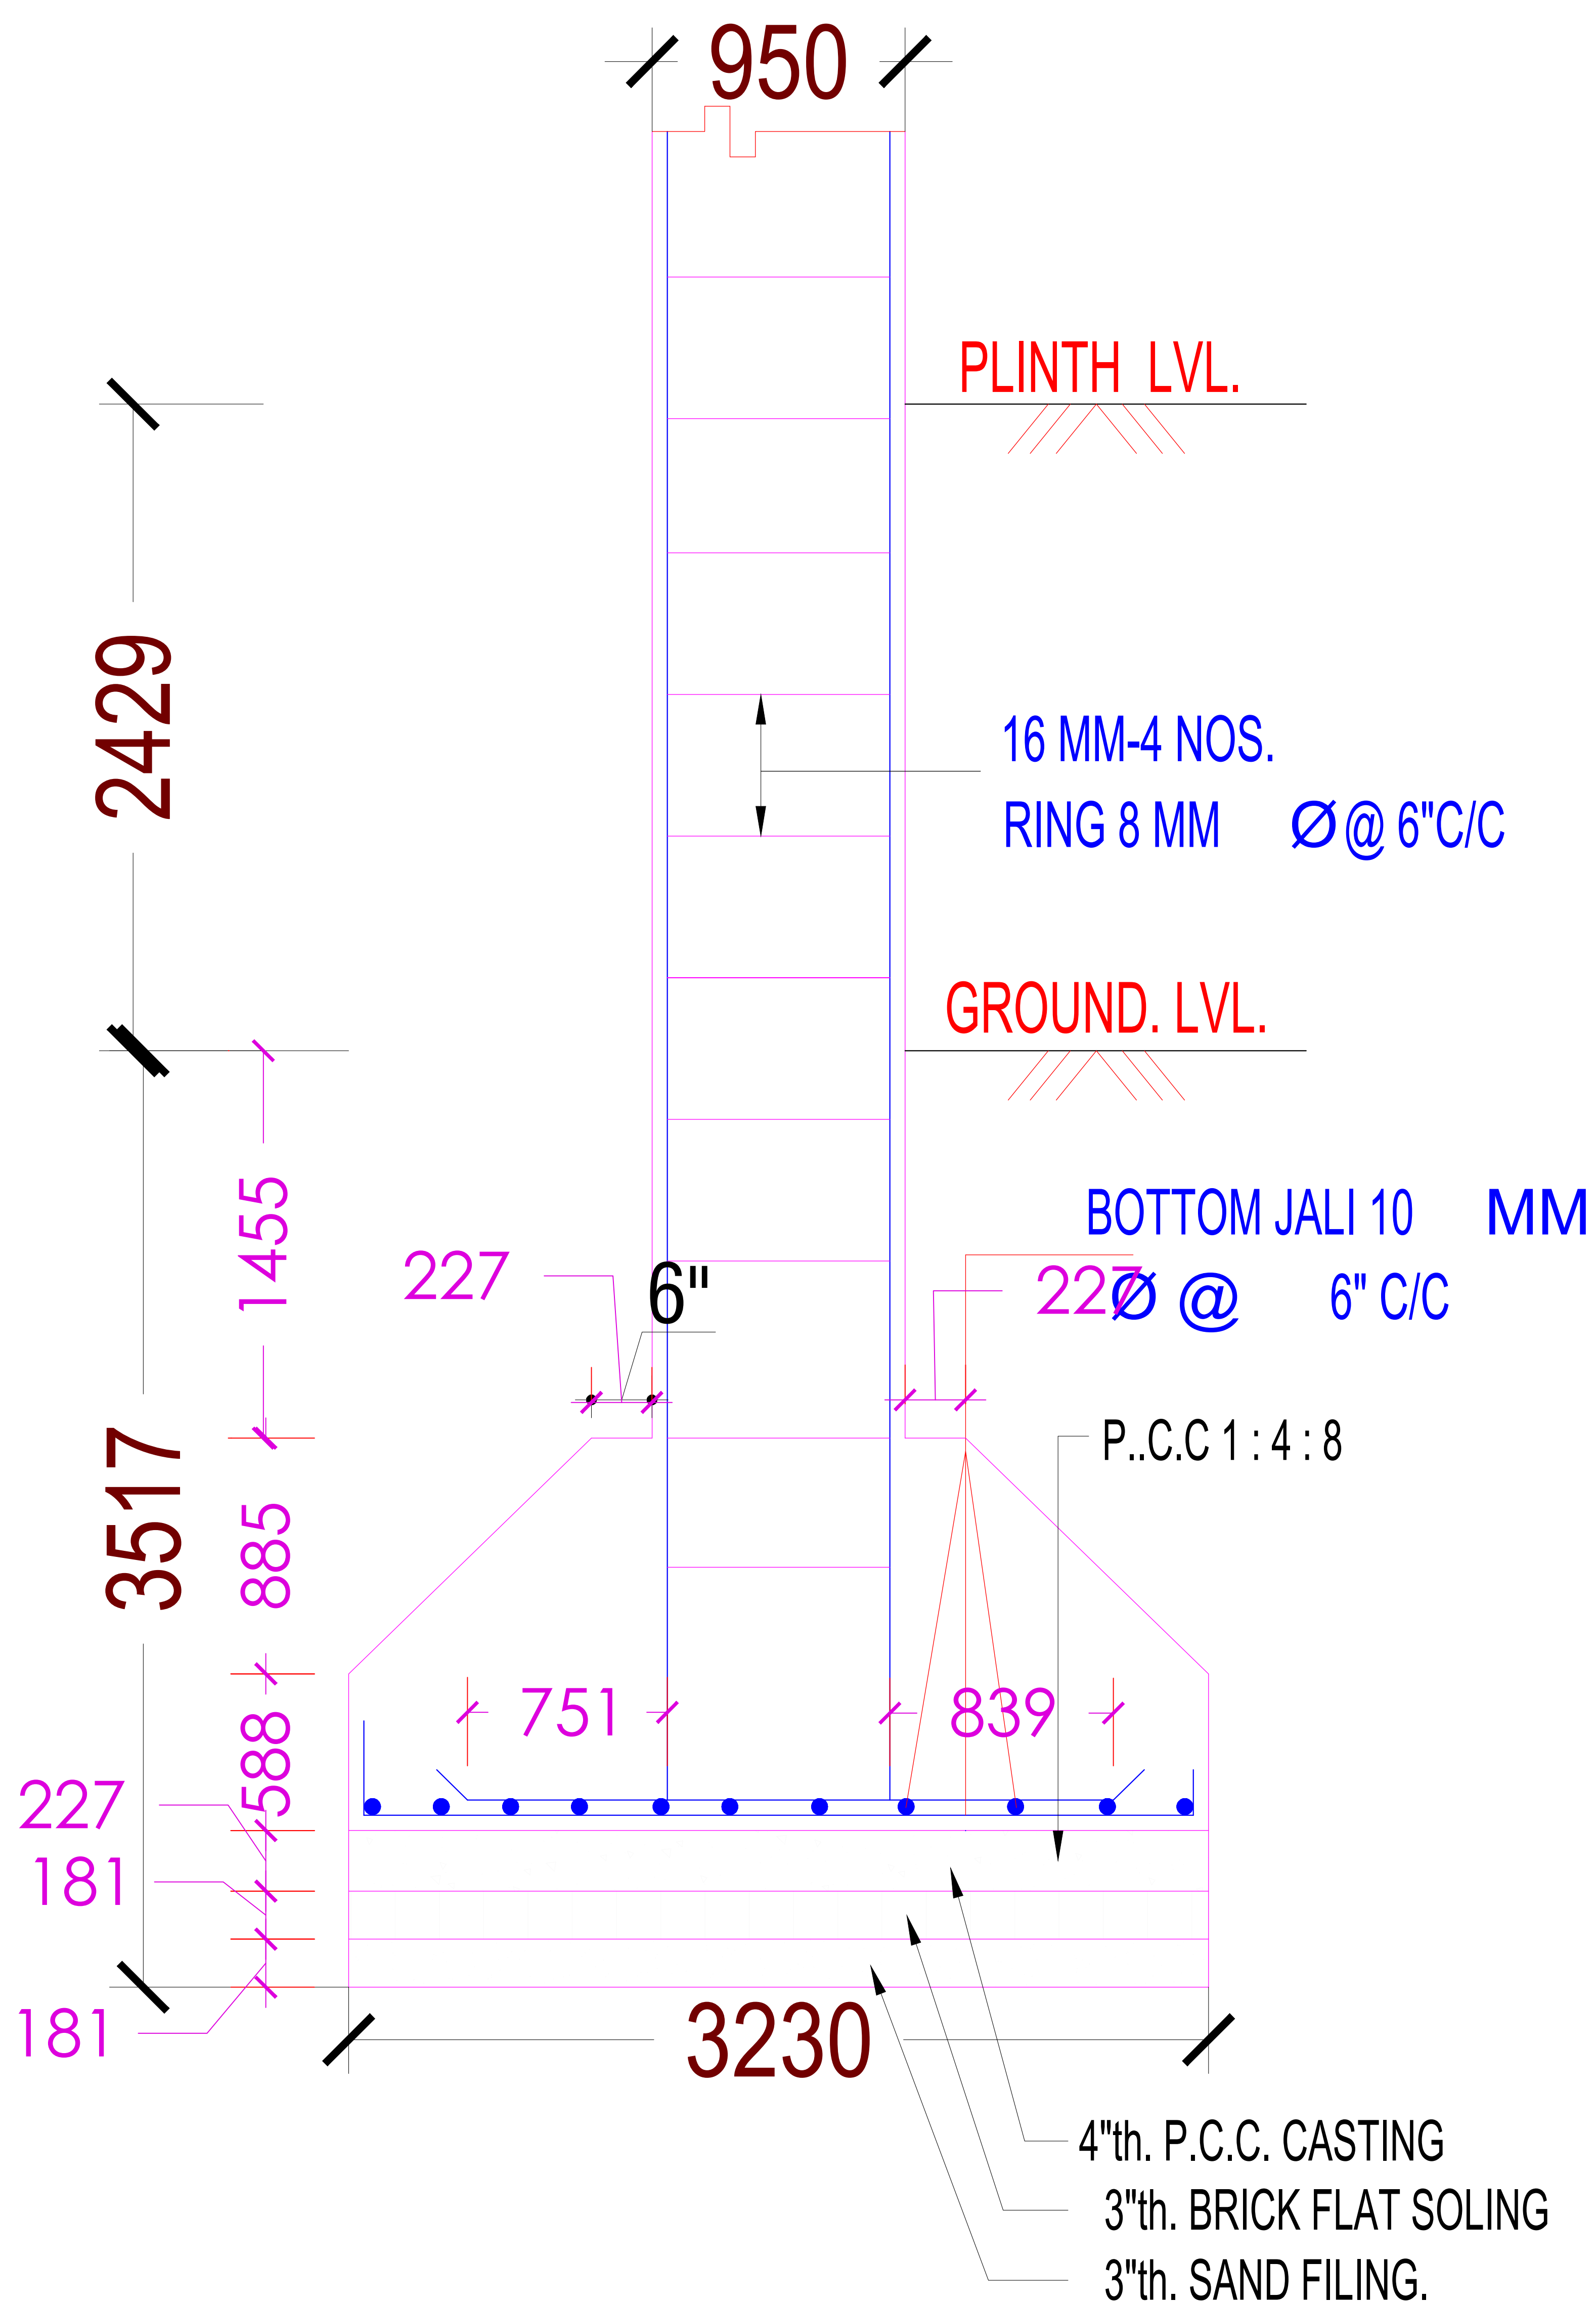 950
PLINTH LVL.
2429
16 MM-4 NOS.
RING 8 MM Ø @ 6"C/C
GROUND. LVL.
1455
BOTTOM JALI 10 MM
227
6"
227
Ø @ 6" C/C
3517
P..C.C 1 : 4 : 8
885
751
839
588
227
181
181
3230
4"th. P.C.C. CASTING
3"th. BRICK FLAT SOLING
3"th. SAND FILING.